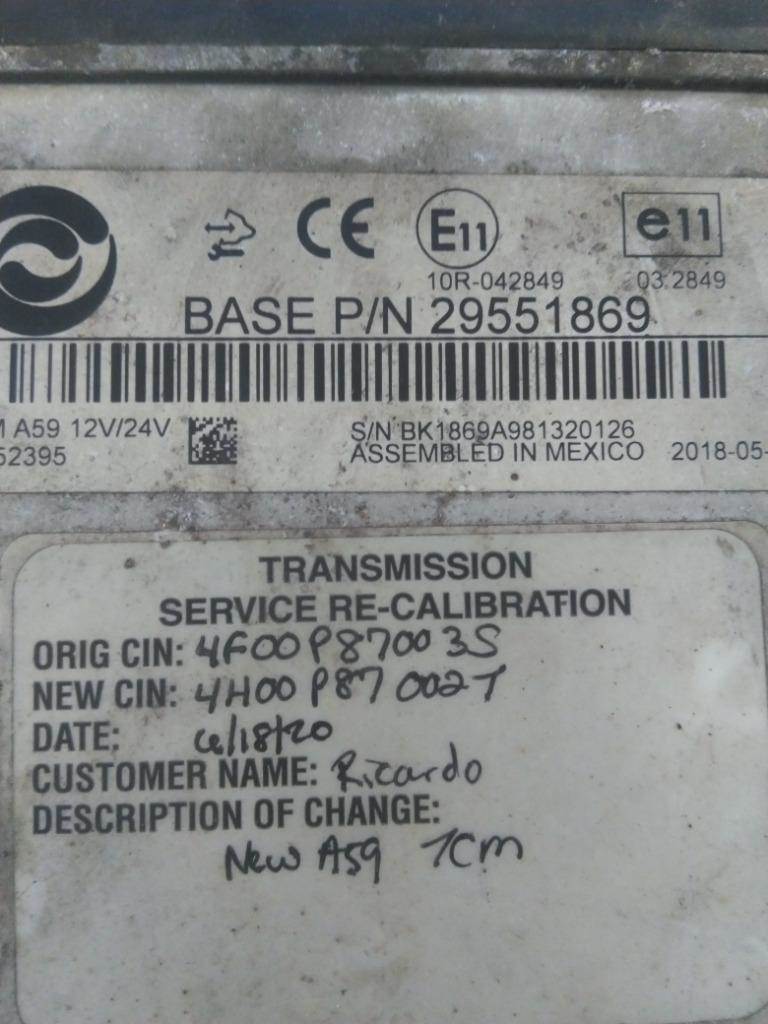 CE E11 e11
10R-042849 03 2849
BASE P/N 29551869
M A59 12V/24V S/N BK1869A981320126
52395 ASSEMBLED IN MEXICO 2018-05-
TRANSMISSION
SERVICE RE-CALIBRATION
ORIG CIN: 4F00P87003S
NEW CIN: 4H00P87002T
DATE: 6/18/20
CUSTOMER NAME: Ricardo
DESCRIPTION OF CHANGE:
New A59 TCM